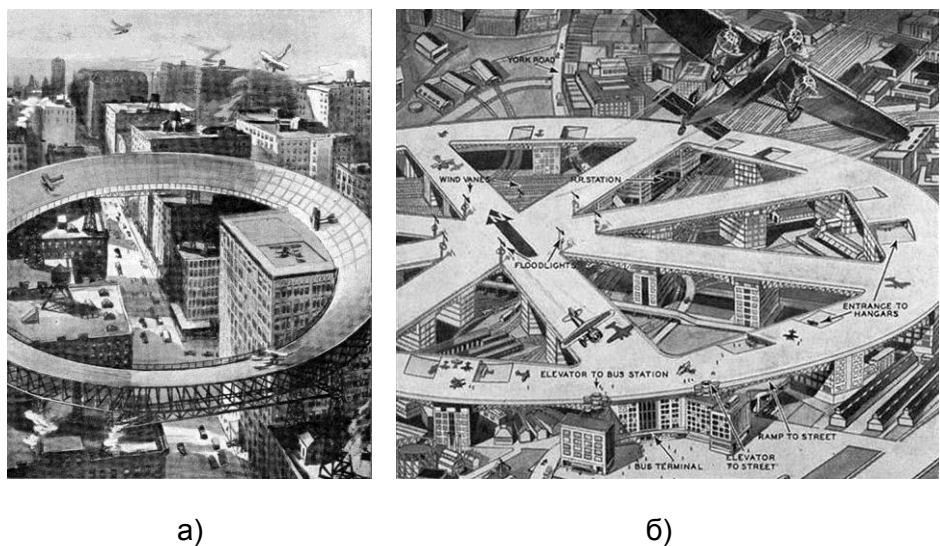 YORK ROAD
WIND VANES
R.R. STATION
FLOODLIGHTS
ENTRANCE TO
HANGARS
ELEVATOR TO BUS STATION
RAMP TO STREET
BUS TERMINAL
ELEVATOR
TO STREET
а)
б)